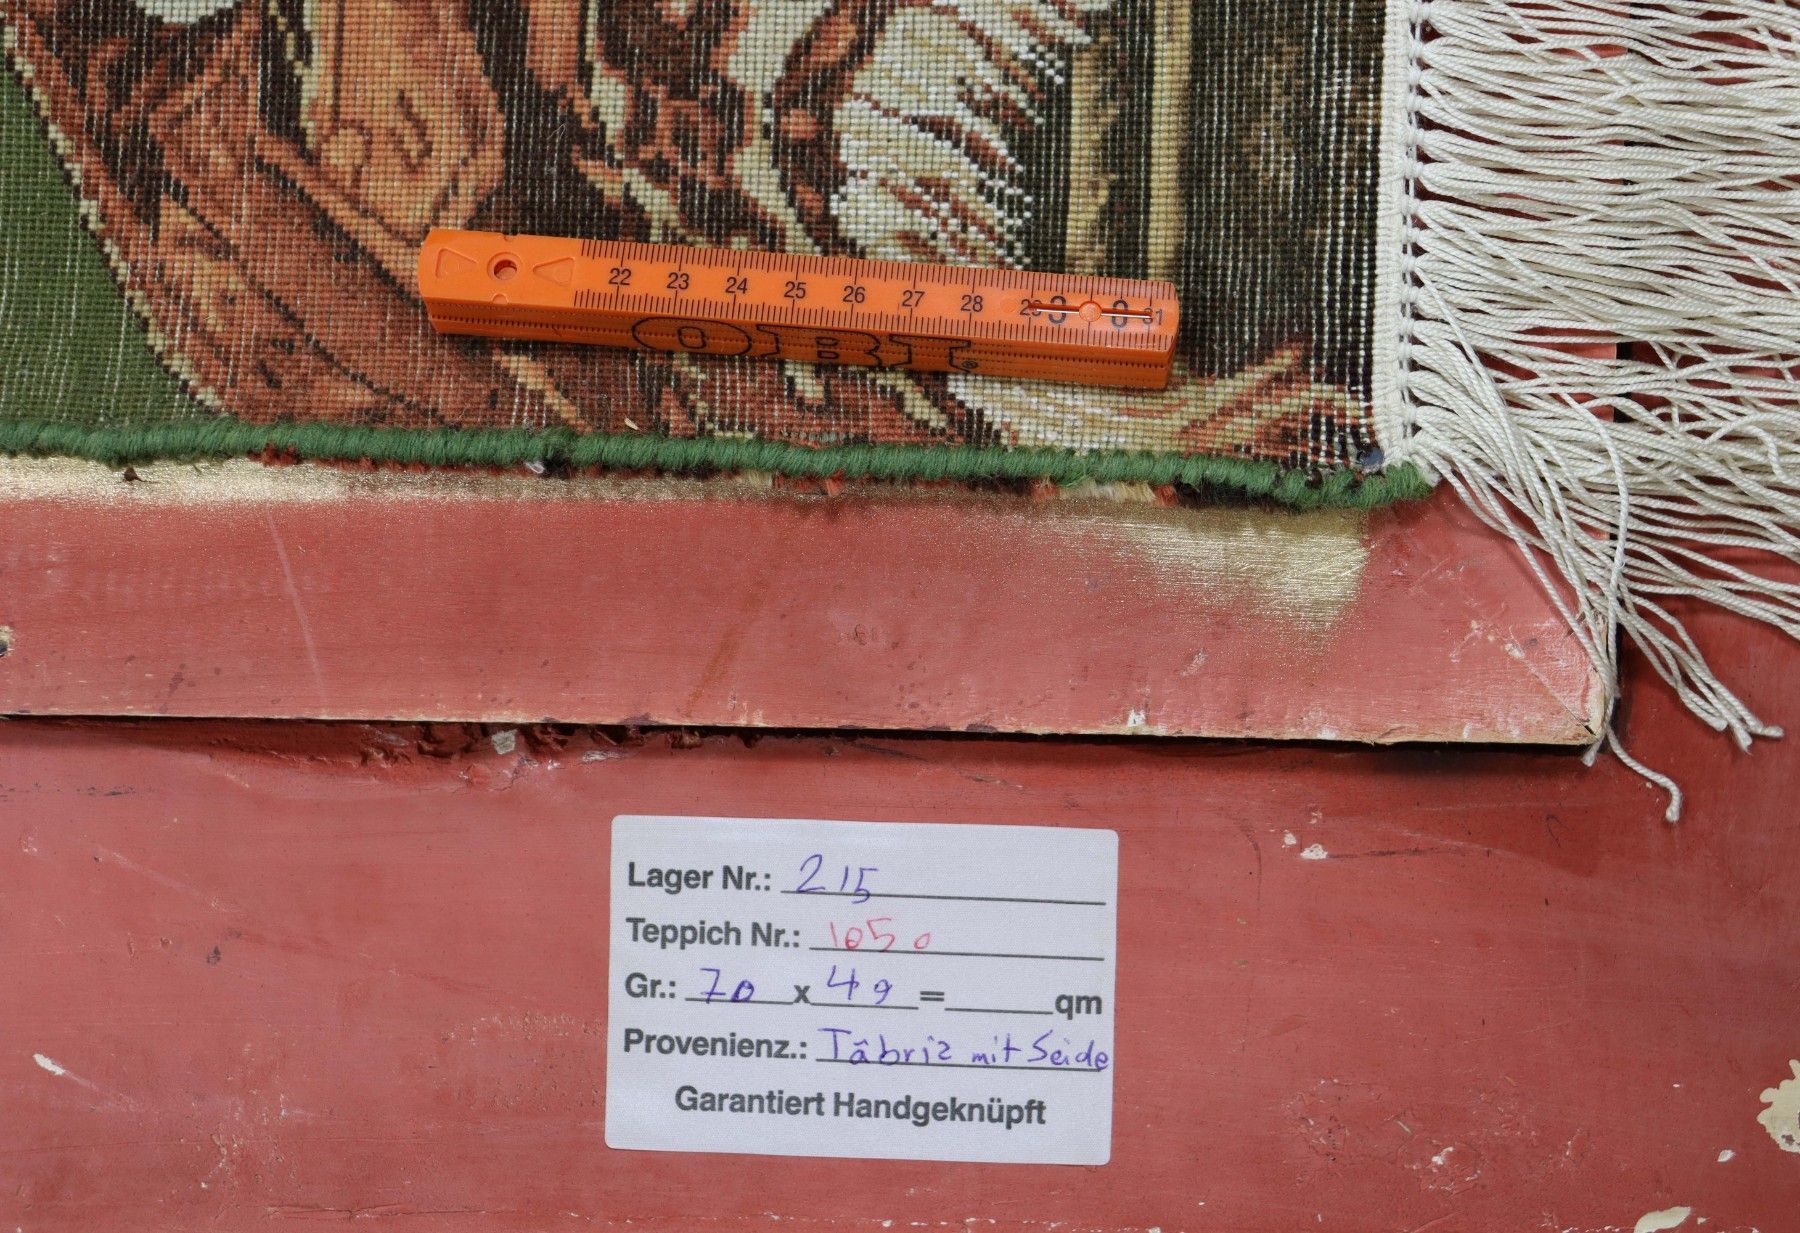 22 23 24 25 26 27 28 29 30 31
OBI®
Lager Nr.: 215
Teppich Nr.: 1050
Gr.: 70 x 49 = qm
Provenienz.: Täbriz mit Seide
Garantiert Handgeknüpft